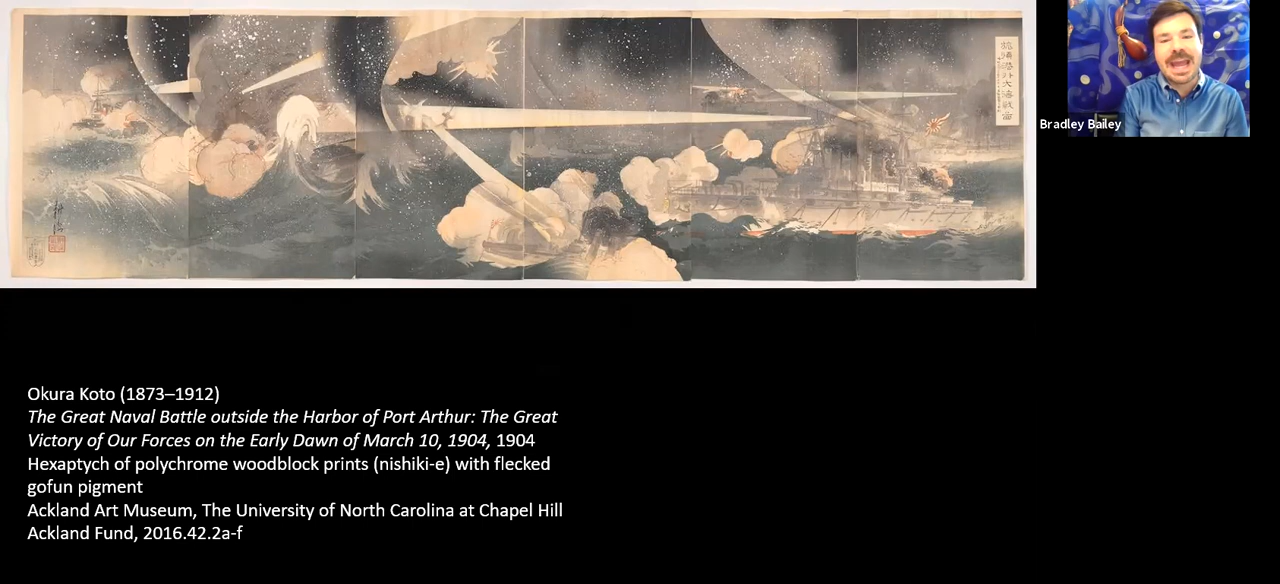 Bradley Bailey
Okura Koto (1873–1912)
The Great Naval Battle outside the Harbor of Port Arthur: The Great
Victory of Our Forces on the Early Dawn of March 10, 1904, 1904
Hexaptych of polychrome woodblock prints (nishiki-e) with flecked
gofun pigment
Ackland Art Museum, The University of North Carolina at Chapel Hill
Ackland Fund, 2016.42.2a-f